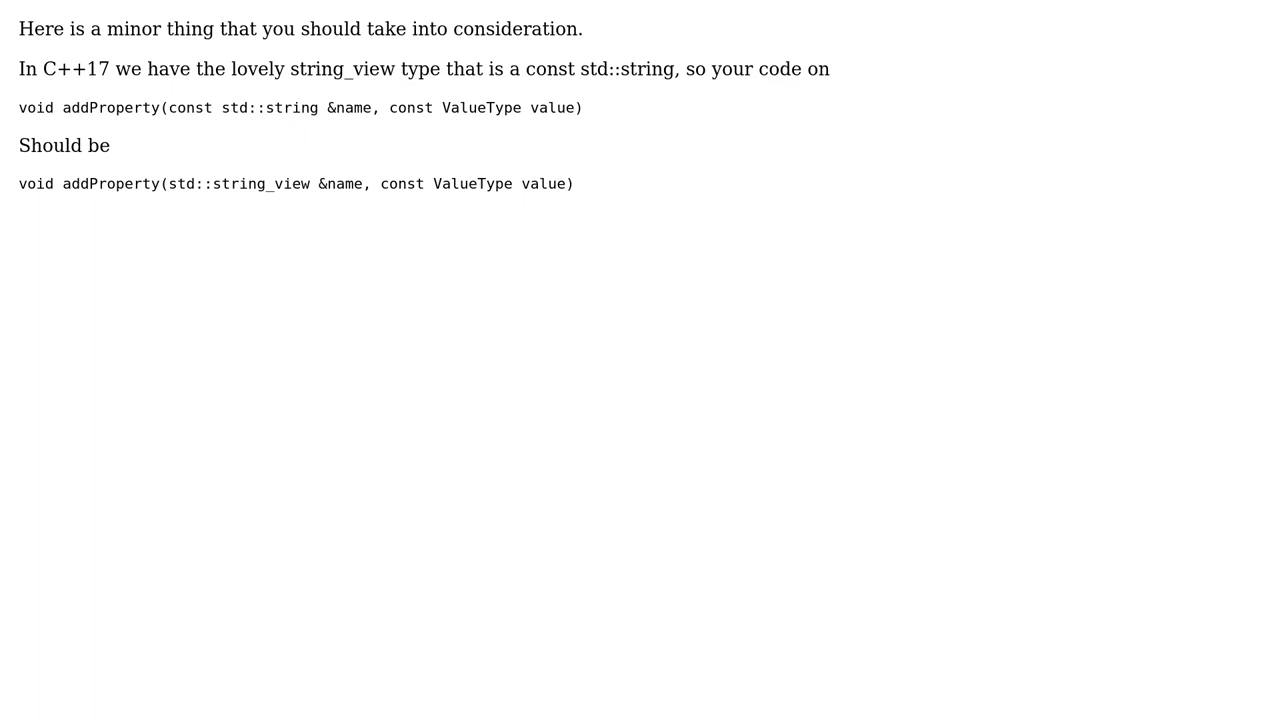 Here is a minor thing that you should take into consideration.
In C++17 we have the lovely string_view type that is a const std::string, so your code on
void addProperty(const std::string &name, const ValueType value)
Should be
void addProperty(std::string_view &name, const ValueType value)